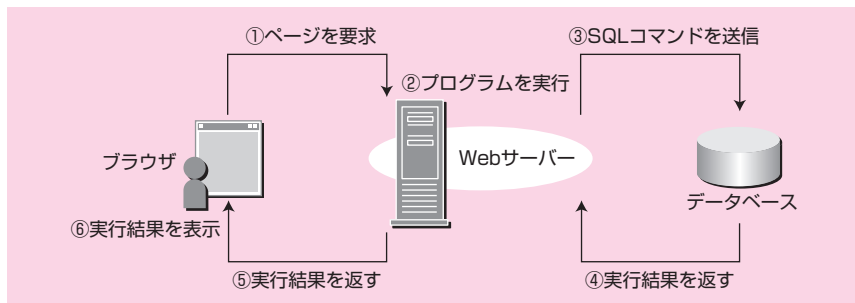 ①ページを要求
③SQLコマンドを送信
②プログラムを実行
ブラウザ
Webサーバー
データベース
⑥実行結果を表示
⑤実行結果を返す
④実行結果を返す